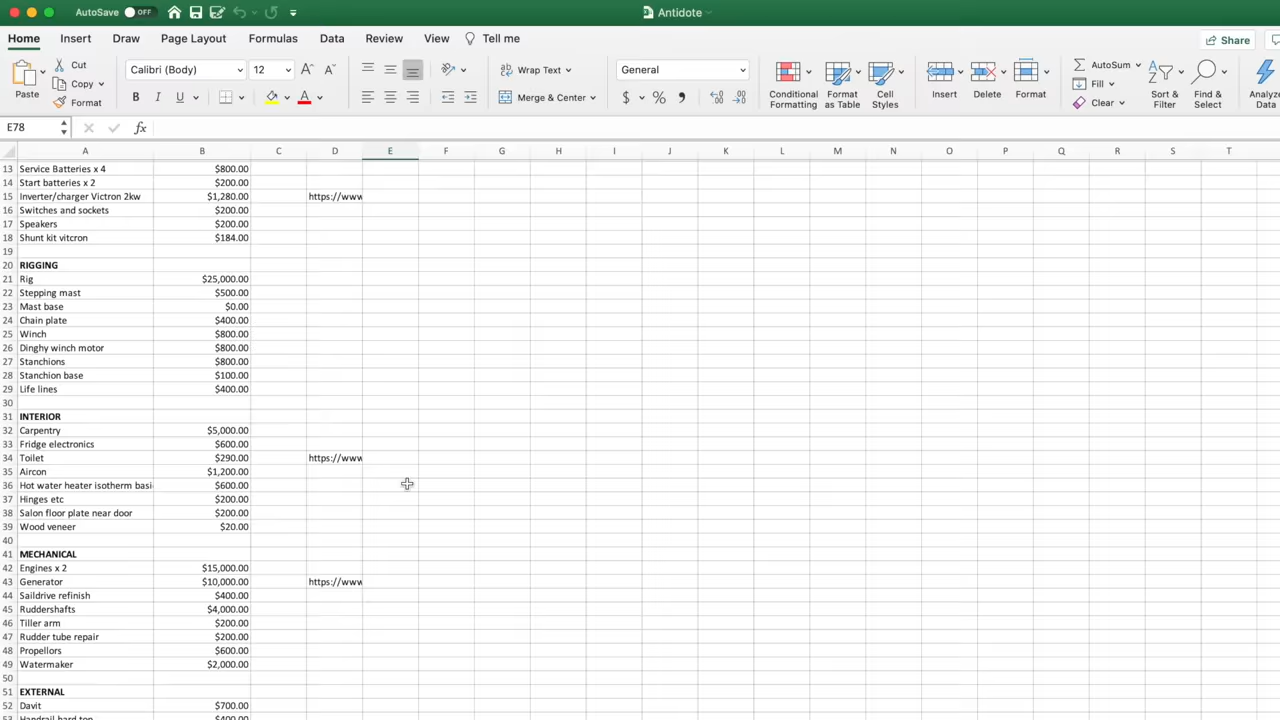 AutoSave OFF Antidote
Home Insert Draw Page Layout Formulas Data Review View Tell me Share
Paste Cut Copy Format
Calibri (Body) 12 A A
B I U A
Wrap Text Merge & Center
General
$ %
Conditional Formatting Format as Table Cell Styles
Insert Delete Format
AutoSum Fill Clear
Sort & Filter Find & Select Analyze Data
E78 fx
A B C D E F G H I J K L M N O P Q R S T
13 Service Batteries x 4 $800.00
14 Start batteries x 2 $200.00
15 Inverter/charger Victron 2kw $1,280.00 https://www
16 Switches and sockets $200.00
17 Speakers $200.00
18 Shunt kit vitcron $184.00
19
20 RIGGING
21 Rig $25,000.00
22 Stepping mast $500.00
23 Mast base $0.00
24 Chain plate $400.00
25 Winch $800.00
26 Dinghy winch motor $800.00
27 Stanchions $800.00
28 Stanchion base $100.00
29 Life lines $400.00
30
31 INTERIOR
32 Carpentry $5,000.00
33 Fridge electronics $600.00
34 Toilet $290.00 https://www
35 Aircon $1,200.00
36 Hot water heater isotherm basi $600.00
37 Hinges etc $200.00
38 Salon floor plate near door $200.00
39 Wood veneer $20.00
40
41 MECHANICAL
42 Engines x 2 $15,000.00
43 Generator $10,000.00 https://www
44 Saildrive refinish $400.00
45 Ruddershafts $4,000.00
46 Tiller arm $200.00
47 Rudder tube repair $200.00
48 Propellors $600.00
49 Watermaker $2,000.00
50
51 EXTERNAL
52 Davit $700.00
53 Handrail hard top $400.00